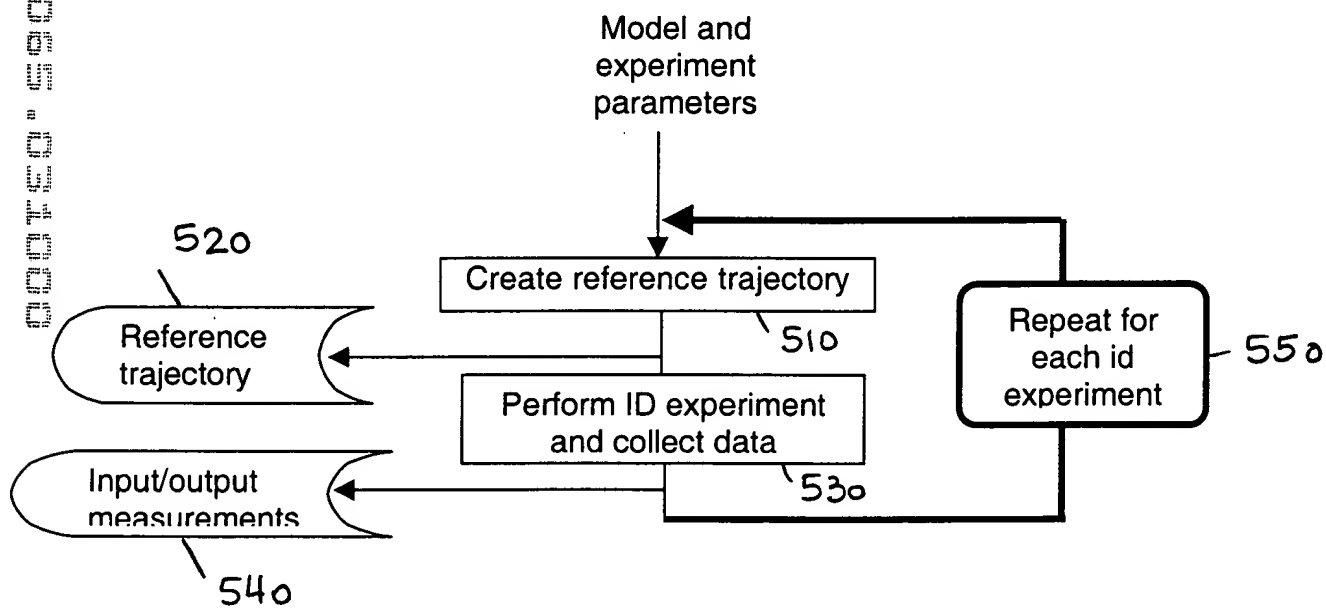 Model and
experiment
parameters
520
Create reference trajectory
510
Reference
trajectory
Repeat for
each id
experiment
550
Perform ID experiment
and collect data
530
Input/output
measurements
540